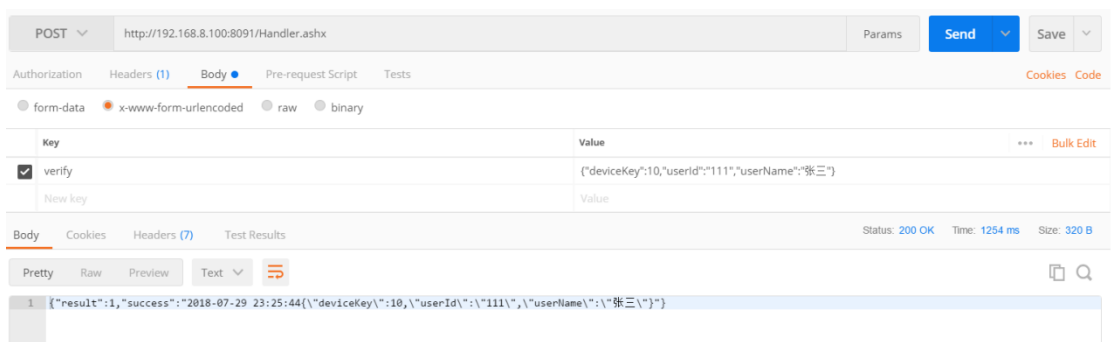 POST http://192.168.8.100:8091/Handler.ashx Params Send Save
Authorization Headers (1) Body Pre-request Script Tests Cookies Code
form-data x-www-form-urlencoded raw binary
Key Value Bulk Edit
verify {"deviceKey":10,"userId":"111","userName":"张三"}
New key Value
Body Cookies Headers (7) Test Results Status: 200 OK Time: 1254 ms Size: 320 B
Pretty Raw Preview Text
1 {"result":1,"success":"2018-07-29 23:25:44{\"deviceKey\":10,\"userId\":\"111\",\"userName\":\"张三\"}"}